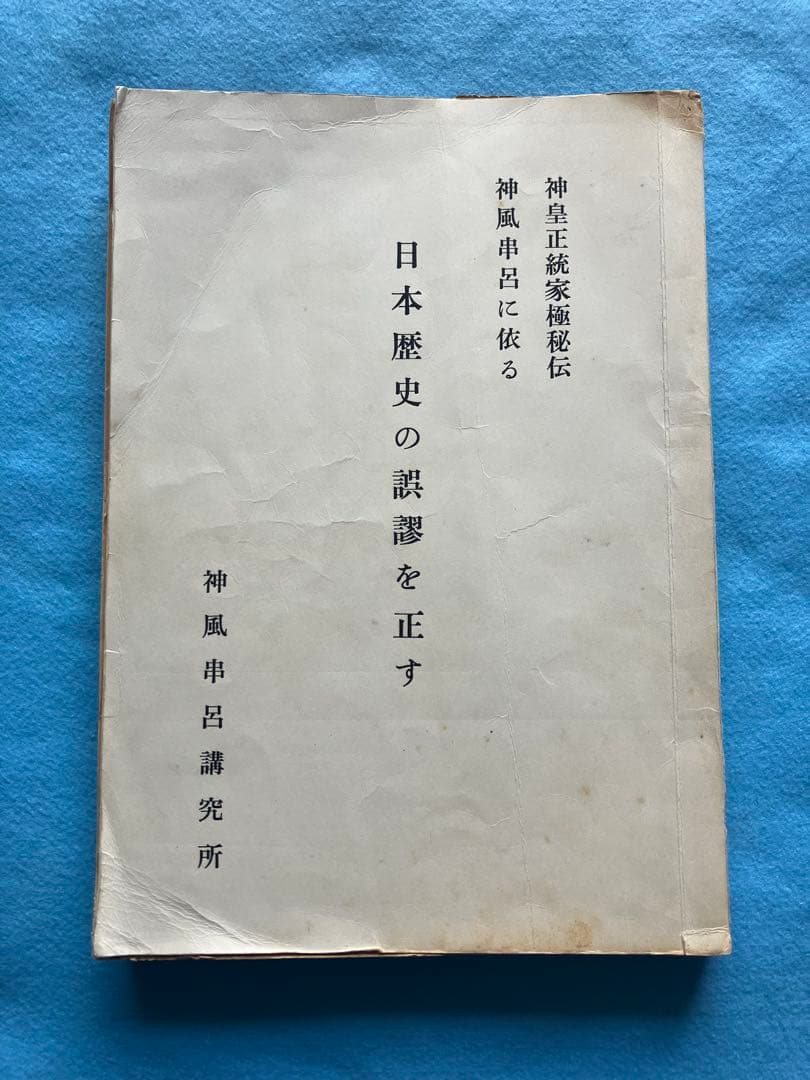 神皇正統家極秘伝
神風串呂に依る
日本歴史の誤謬を正す
神風串呂講究所